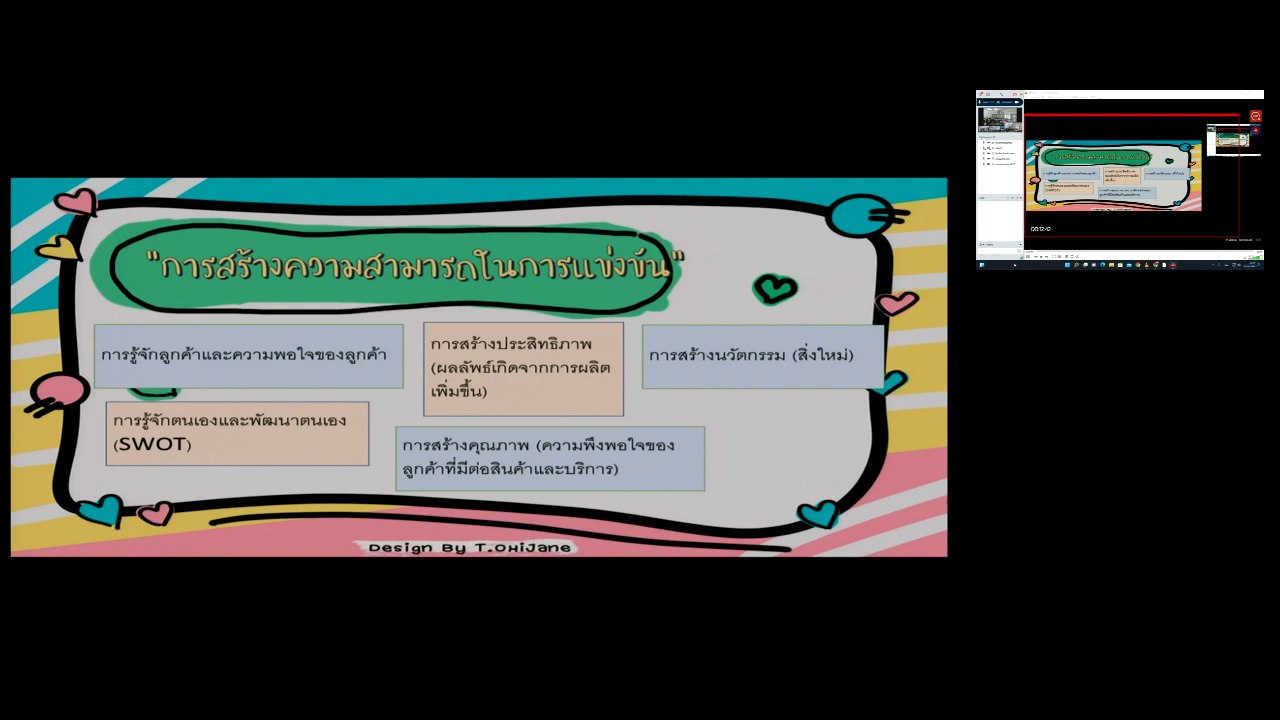 "การสร้างความสามารถในการแข่งขัน"
การรู้จักลูกค้าและความพอใจของลูกค้า
การสร้างประสิทธิภาพ
(ผลลัพธ์เกิดจากการผลิต
เพิ่มขึ้น)
การสร้างนวัตกรรม (สิ่งใหม่)
การรู้จักตนเองและพัฒนาตนเอง
(SWOT)
การสร้างคุณภาพ (ความพึงพอใจของ
ลูกค้าที่มีต่อสินค้าและบริการ)
Design By T.OhiJane